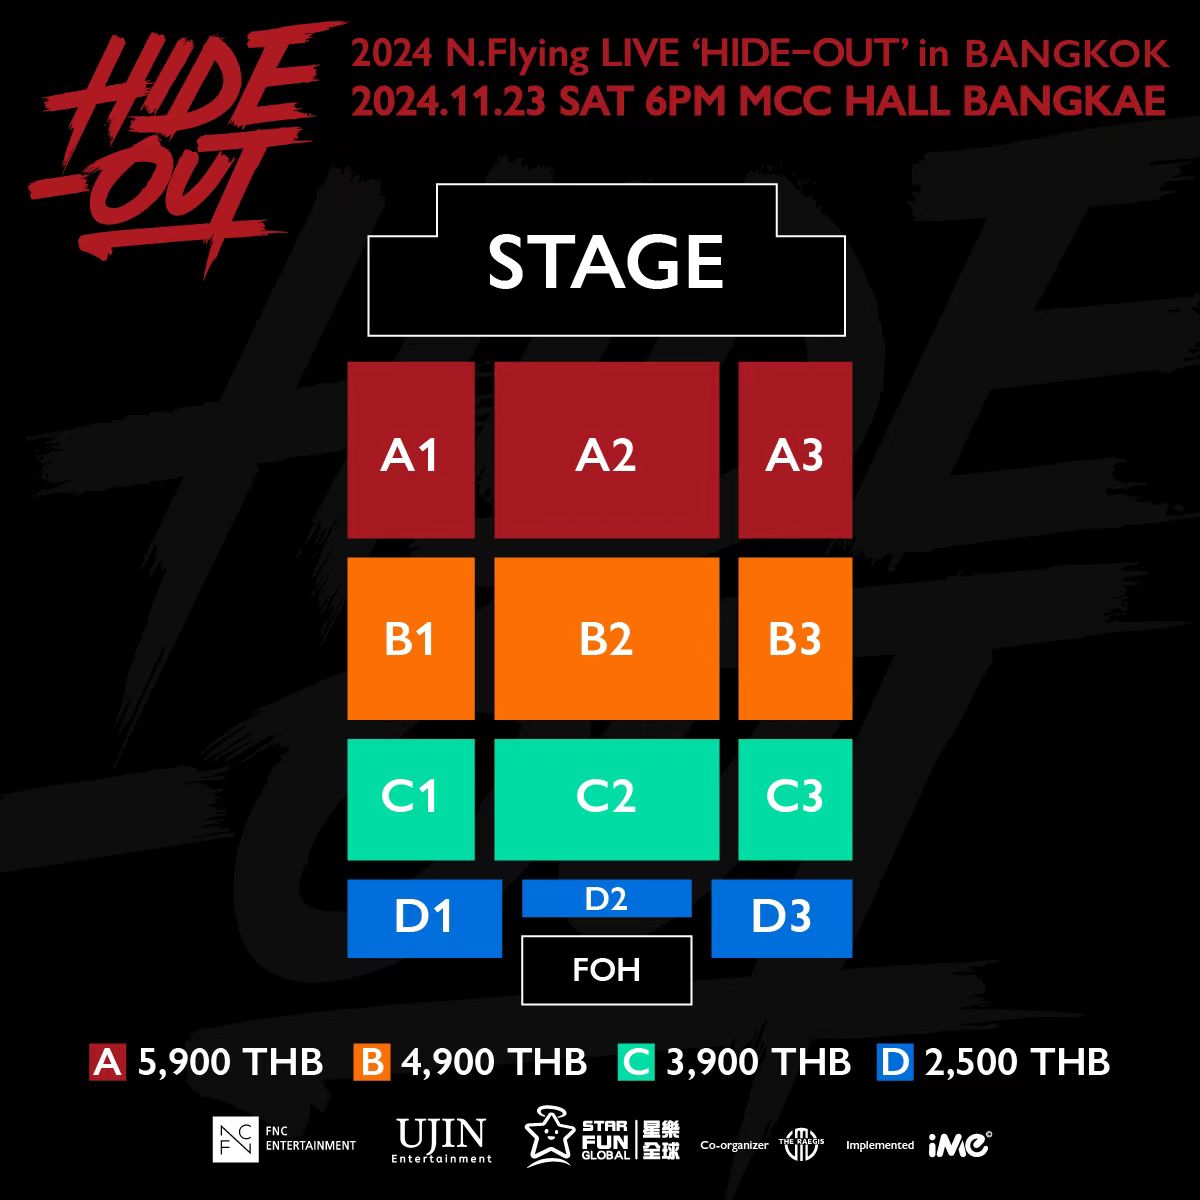 HIDE
-OUT
2024 N.Flying LIVE ‘HIDE-OUT’ in BANGKOK
2024.11.23 SAT 6PM MCC HALL BANGKAE
STAGE
A1 A2 A3
B1 B2 B3
C1 C2 C3
D1 D2 D3
FOH
A 5,900 THB B 4,900 THB C 3,900 THB D 2,500 THB
FNC
ENTERTAINMENT
UJIN
Entertainment
STAR
FUN
GLOBAL
星樂
全球
Co-organizer
THE RAEGIS
Implemented
iMe©